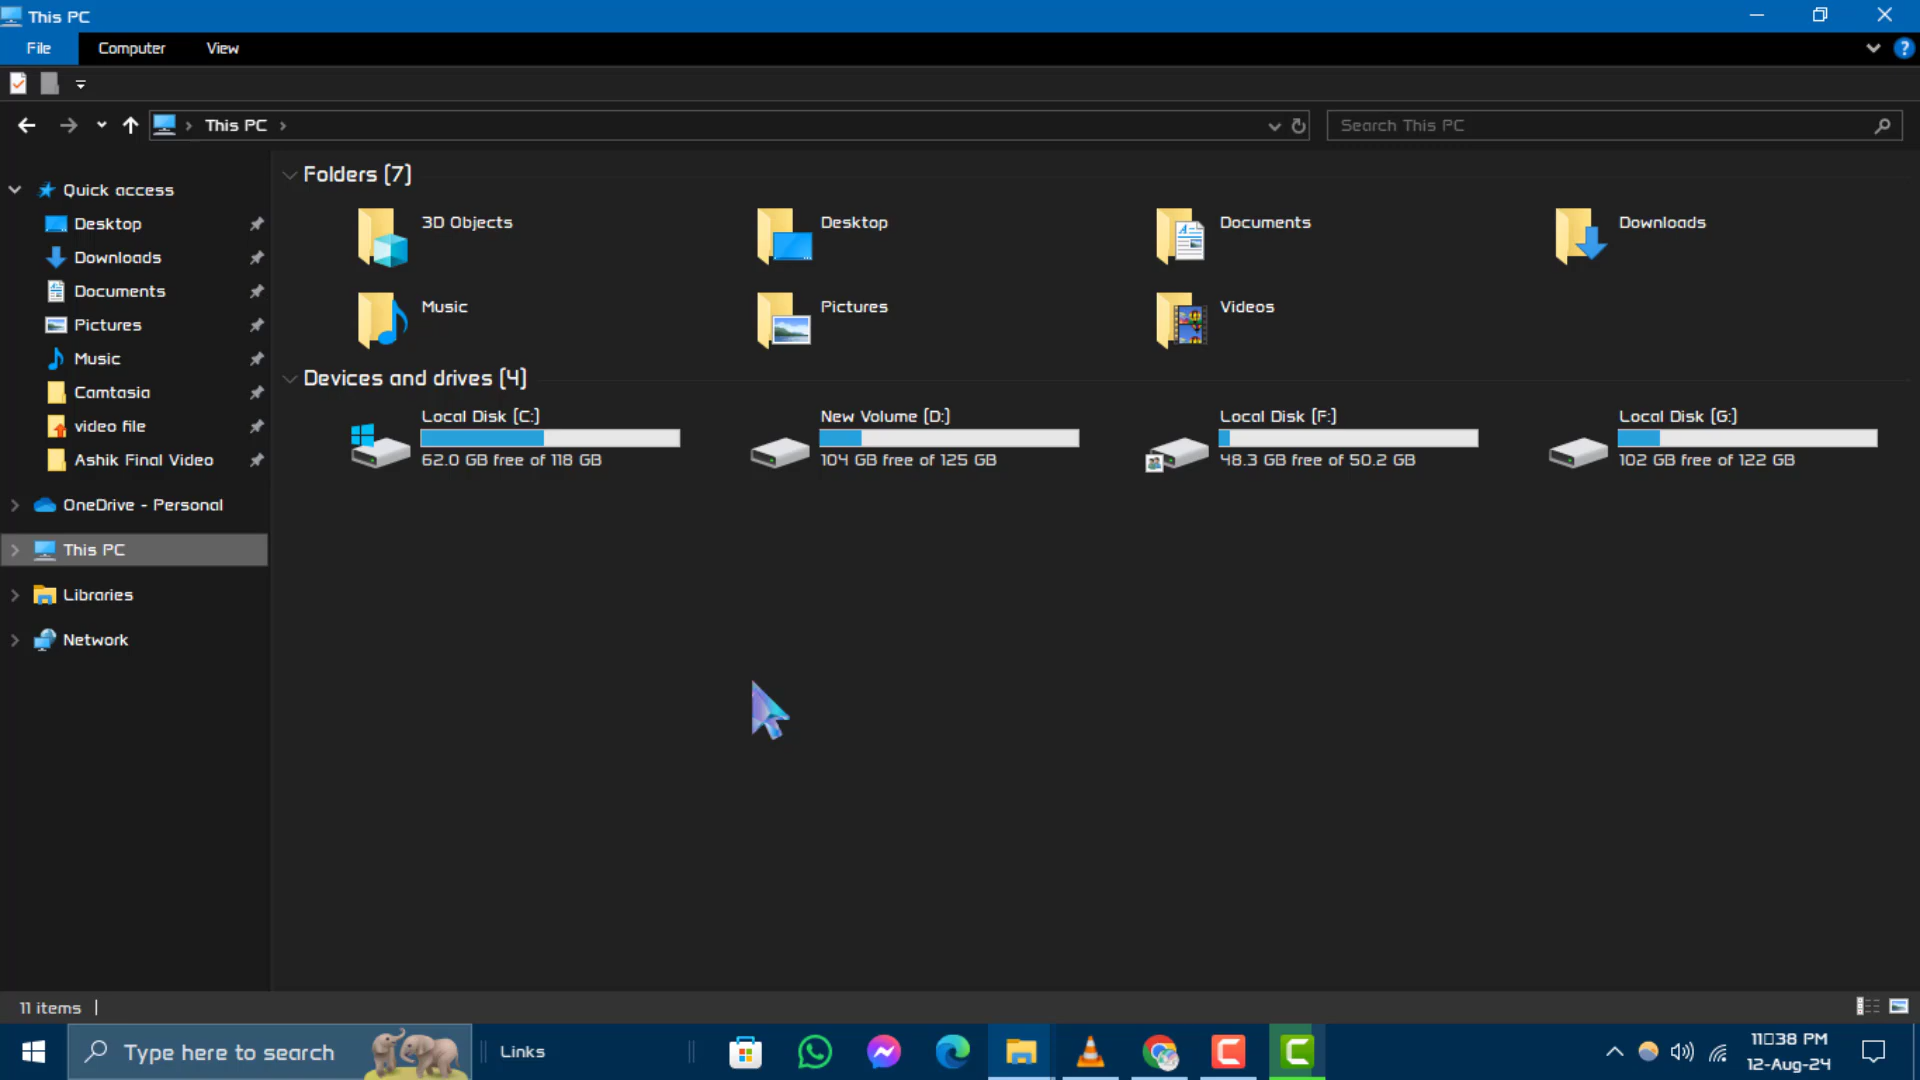 This PC
File Computer View
This PC
Search This PC
Quick access
Desktop
Downloads
Documents
Pictures
Music
Camtasia
video file
Ashik Final Video
OneDrive - Personal
This PC
Libraries
Network
Folders (7)
3D Objects
Desktop
Documents
Downloads
Music
Pictures
Videos
Devices and drives (4)
Local Disk (C:)
62.0 GB free of 118 GB
New Volume (D:)
104 GB free of 125 GB
Local Disk (F:)
48.3 GB free of 50.2 GB
Local Disk (G:)
102 GB free of 122 GB
11 items
Type here to search
Links
11□38 PM
12-Aug-24